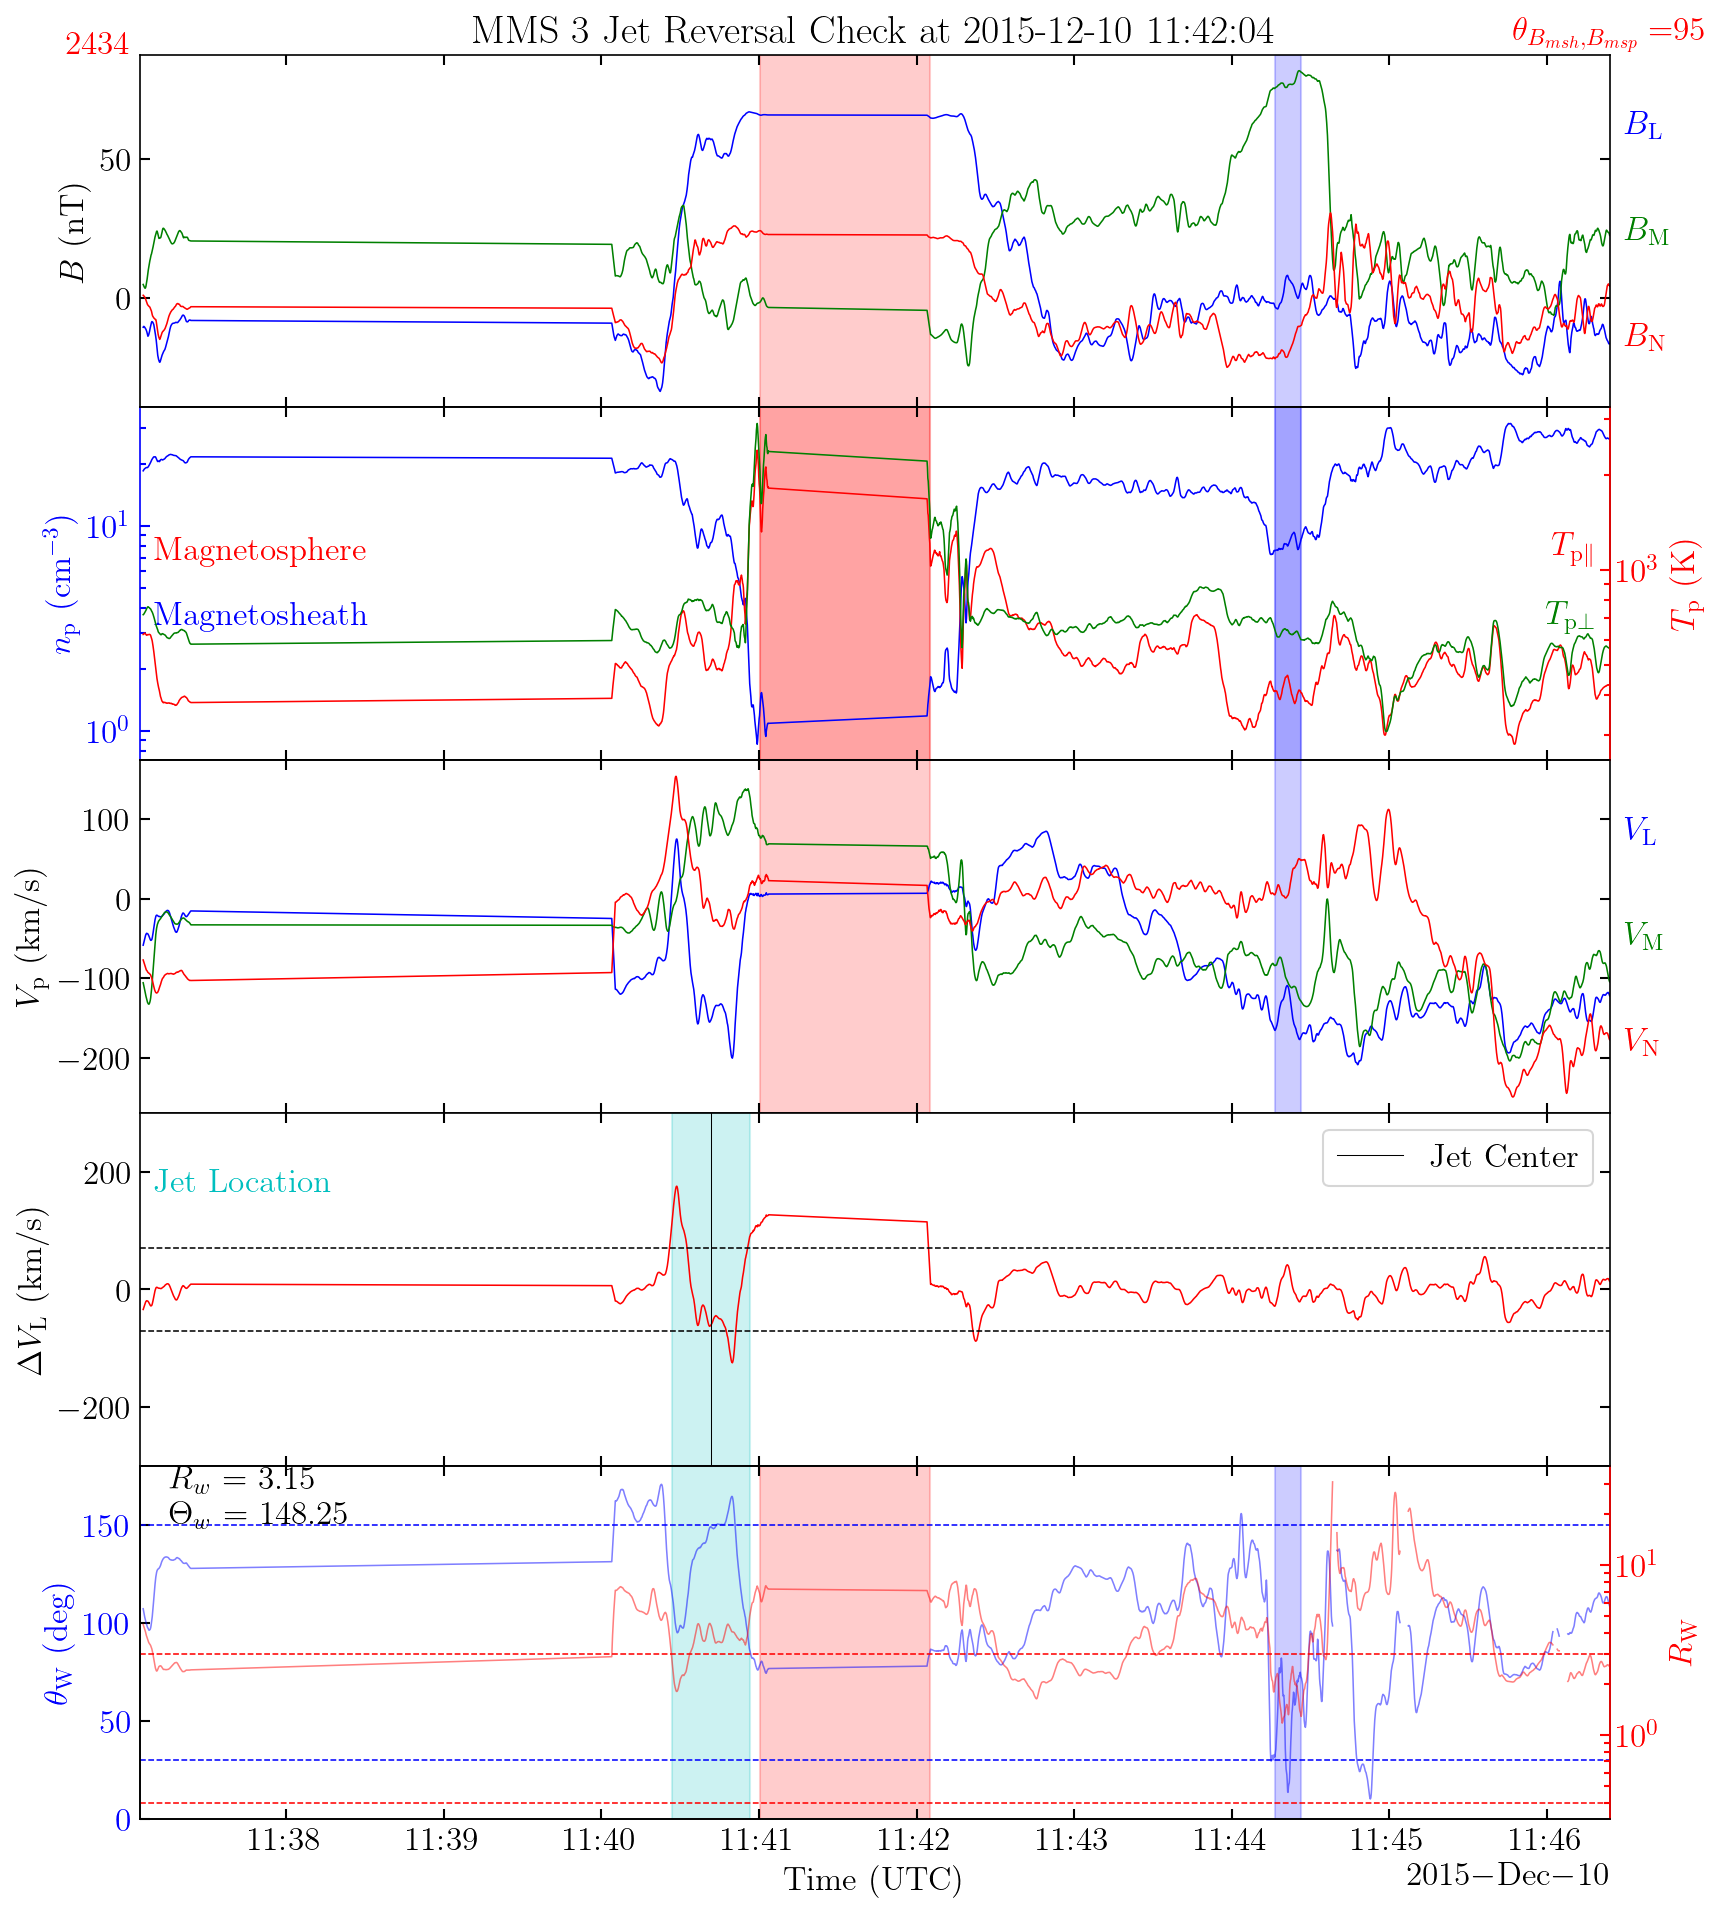 2434
MMS 3 Jet Reversal Check at 2015-12-10 11:42:04
θ_{B_{msh},B_{msp}} =95
B (nT)
50
0
B_L
B_M
B_N
n_p (cm^{−3})
10^1
10^0
Magnetosphere
Magnetosheath
T_{p∥}
T_{p⊥}
10^3
T_p (K)
V_p (km/s)
100
0
−100
−200
V_L
V_M
V_N
ΔV_L (km/s)
200
0
−200
Jet Location
Jet Center
R_w = 3.15
Θ_w = 148.25
θ_W (deg)
150
100
50
0
10^1
10^0
R_W
11:38 11:39 11:40 11:41 11:42 11:43 11:44 11:45 11:46
Time (UTC)
2015−Dec−10